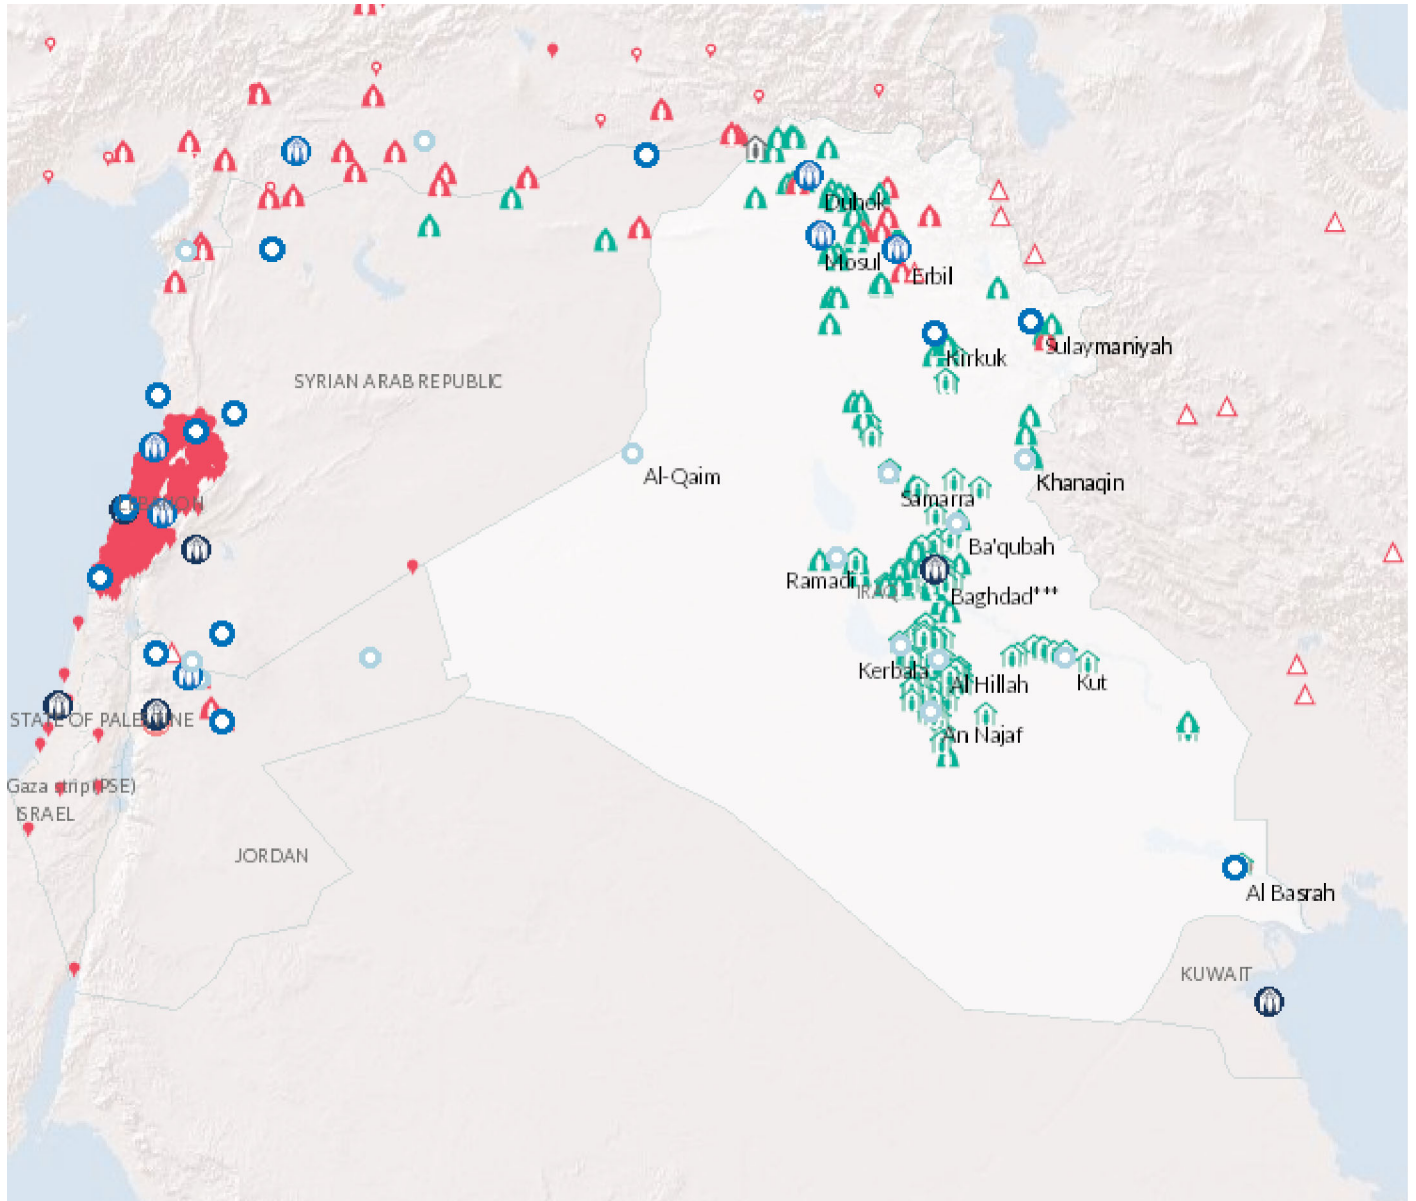 Duhok
Mosul
Erbil
Kirkuk
Sulaymaniyah
SYRIAN ARAB REPUBLIC
Al-Qaim
Khanaqin
Samarra
LEBANON
Ba'qubah
Ramadi
IRAQ
Baghdad***
Kerbala
Al Hillah
Kut
STATE OF PALESTINE
An Najaf
Gaza strip (PSE)
ISRAEL
JORDAN
Al Basrah
KUWAIT